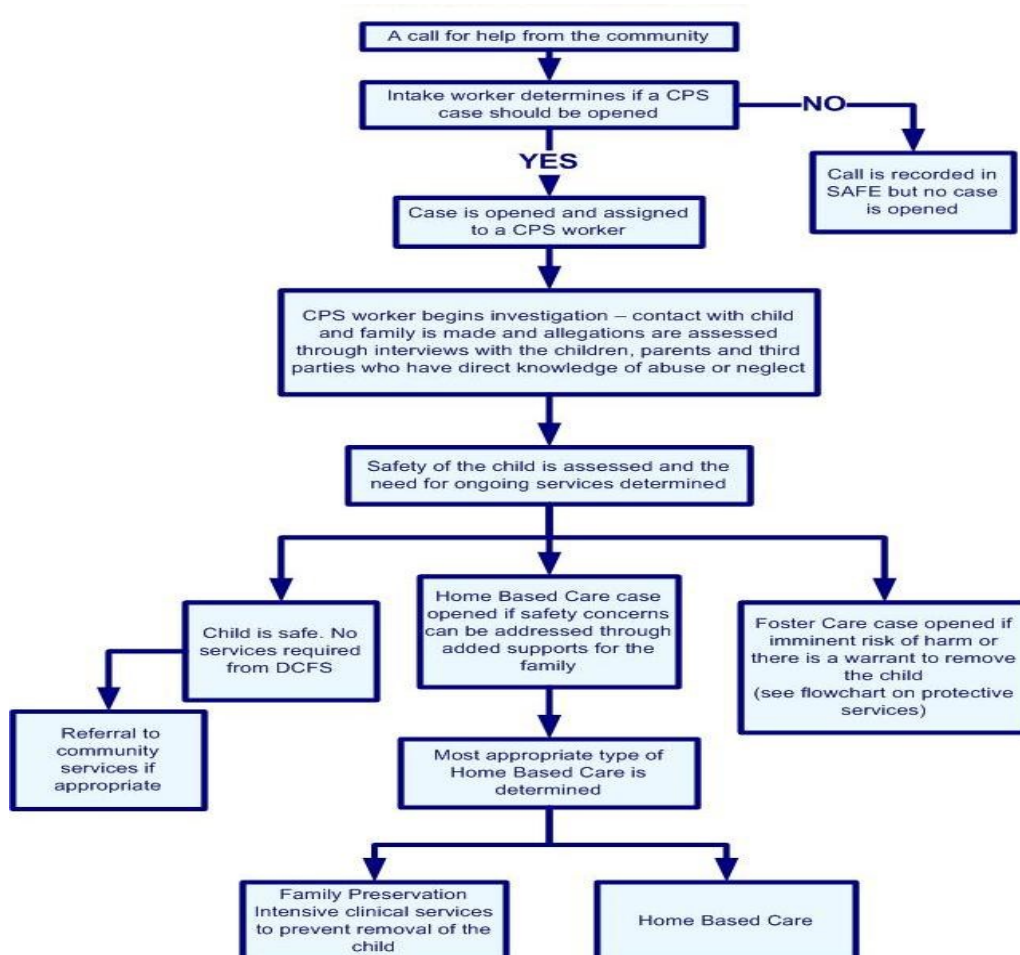 A call for help from the community
Intake worker determines if a CPS
case should be opened
NO
YES
Call is recorded in
SAFE but no case
is opened
Case is opened and assigned
to a CPS worker
CPS worker begins investigation – contact with child
and family is made and allegations are assessed
through interviews with the children, parents and third
parties who have direct knowledge of abuse or neglect
Safety of the child is assessed and the
need for ongoing services determined
Child is safe. No
services required
from DCFS
Home Based Care case
opened if safety concerns
can be addressed through
added supports for the
family
Foster Care case opened if
imminent risk of harm or
there is a warrant to remove
the child
(see flowchart on protective
services)
Referral to
community
services if
appropriate
Most appropriate type of
Home Based Care is
determined
Family Preservation
Intensive clinical services
to prevent removal of the
child
Home Based Care